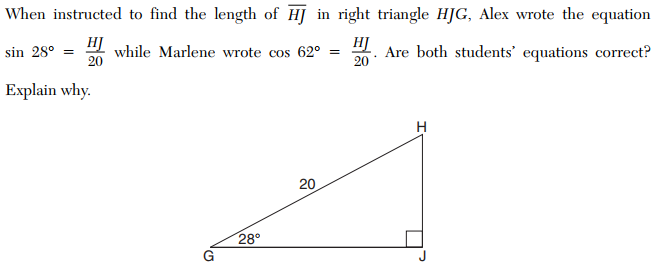 When instructed to find the length of HJ in right triangle HJG, Alex wrote the equation
sin 28° = HJ/20 while Marlene wrote cos 62° = HJ/20. Are both students' equations correct?
Explain why.
H
20
28°
G
J